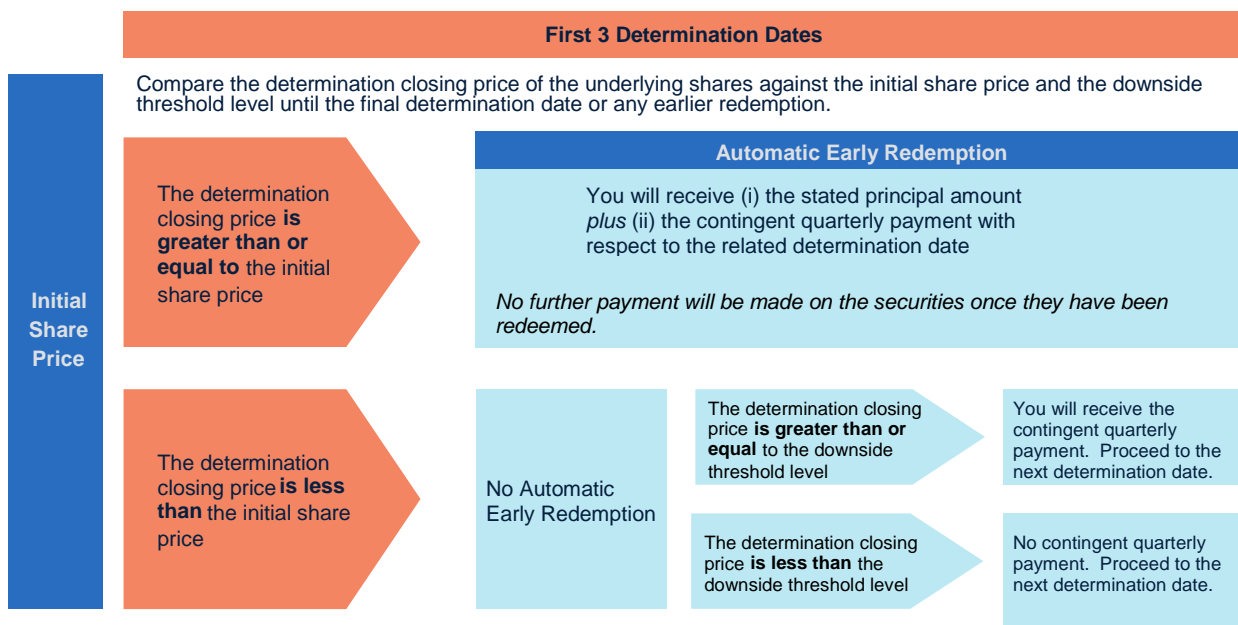 First 3 Determination Dates
Compare the determination closing price of the underlying shares against the initial share price and the downside
threshold level until the final determination date or any earlier redemption.
Initial
Share
Price
The determination
closing price is
greater than or
equal to the initial
share price
Automatic Early Redemption
You will receive (i) the stated principal amount
plus (ii) the contingent quarterly payment with
respect to the related determination date
No further payment will be made on the securities once they have been
redeemed.
The determination
closing price is less
than the initial share
price
No Automatic
Early Redemption
The determination closing
price is greater than or
equal to the downside
threshold level
You will receive the
contingent quarterly
payment. Proceed to the
next determination date.
The determination closing
price is less than the
downside threshold level
No contingent quarterly
payment. Proceed to the
next determination date.